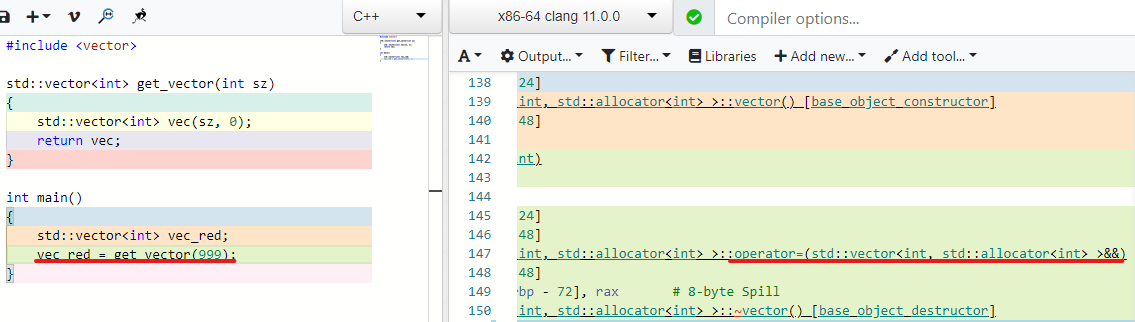 C++
x86-64 clang 11.0.0
Compiler options...
A Output... Filter... Libraries Add new... Add tool...
#include <vector>
std::vector<int> get_vector(int sz)
{
std::vector<int> vec(sz, 0);
return vec;
}
int main()
{
std::vector<int> vec_red;
vec_red = get_vector(999);
}
138 24]
139 int, std::allocator<int> >::vector() [base_object_constructor]
140 48]
141
142 nt)
143
144
145 24]
146 48]
147 int, std::allocator<int> >::operator=(std::vector<int, std::allocator<int> >&&)
148 48]
149 bp - 72], rax # 8-byte Spill
150 int, std::allocator<int> >::~vector() [base_object_destructor]